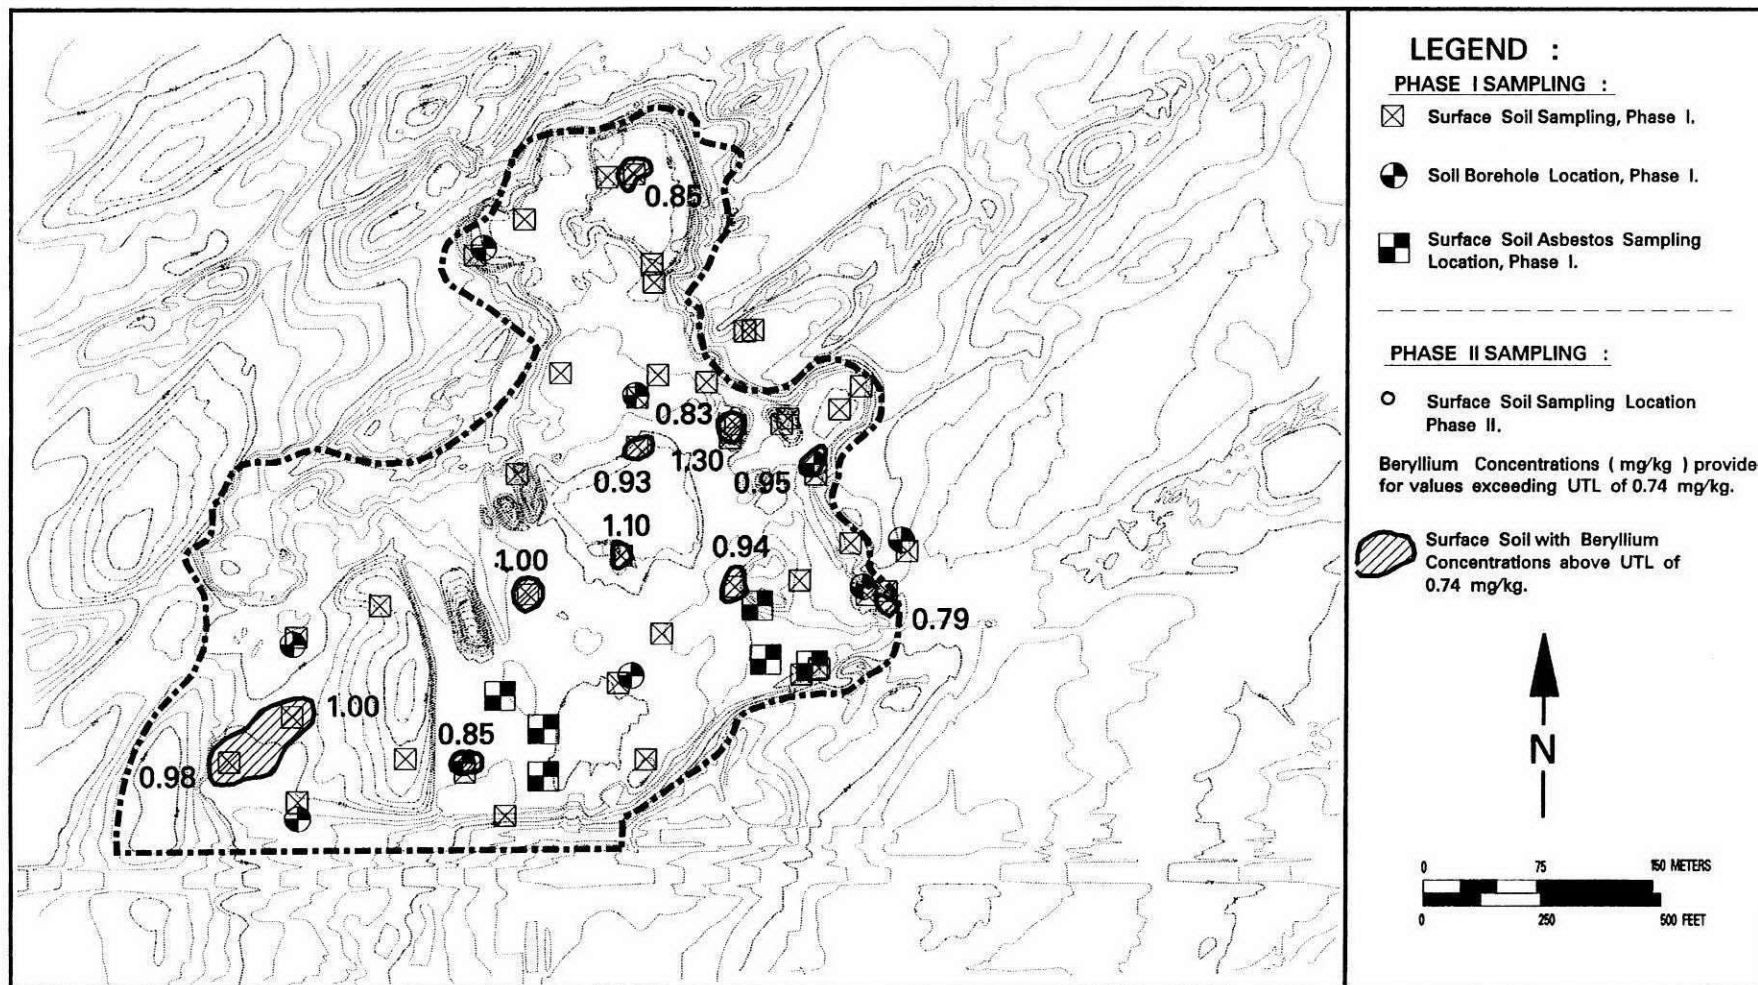 0.85
0.83
1.30
0.93
0.95
1.10
1.00
0.94
0.79
1.00
0.85
0.98
LEGEND :
PHASE I SAMPLING :
Surface Soil Sampling, Phase I.
Soil Borehole Location, Phase I.
Surface Soil Asbestos Sampling
Location, Phase I.
PHASE II SAMPLING :
Surface Soil Sampling Location
Phase II.
Beryllium Concentrations ( mg/kg ) provide
for values exceeding UTL of 0.74 mg/kg.
Surface Soil with Beryllium
Concentrations above UTL of
0.74 mg/kg.
N
0 75 150 METERS
0 250 500 FEET